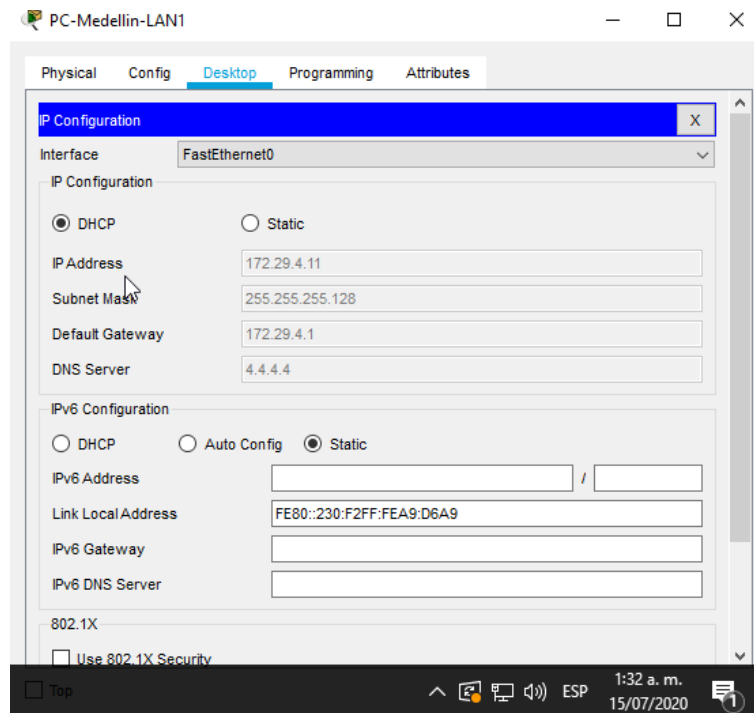 PC-Medellin-LAN1
Physical Config Desktop Programming Attributes
IP Configuration X
Interface FastEthernet0
IP Configuration
DHCP Static
IP Address 172.29.4.11
Subnet Mask 255.255.255.128
Default Gateway 172.29.4.1
DNS Server 4.4.4.4
IPv6 Configuration
DHCP Auto Config Static
IPv6 Address /
Link Local Address FE80::230:F2FF:FEA9:D6A9
IPv6 Gateway
IPv6 DNS Server
802.1X
Use 802.1X Security
Top
ESP
1:32 a. m.
15/07/2020
1